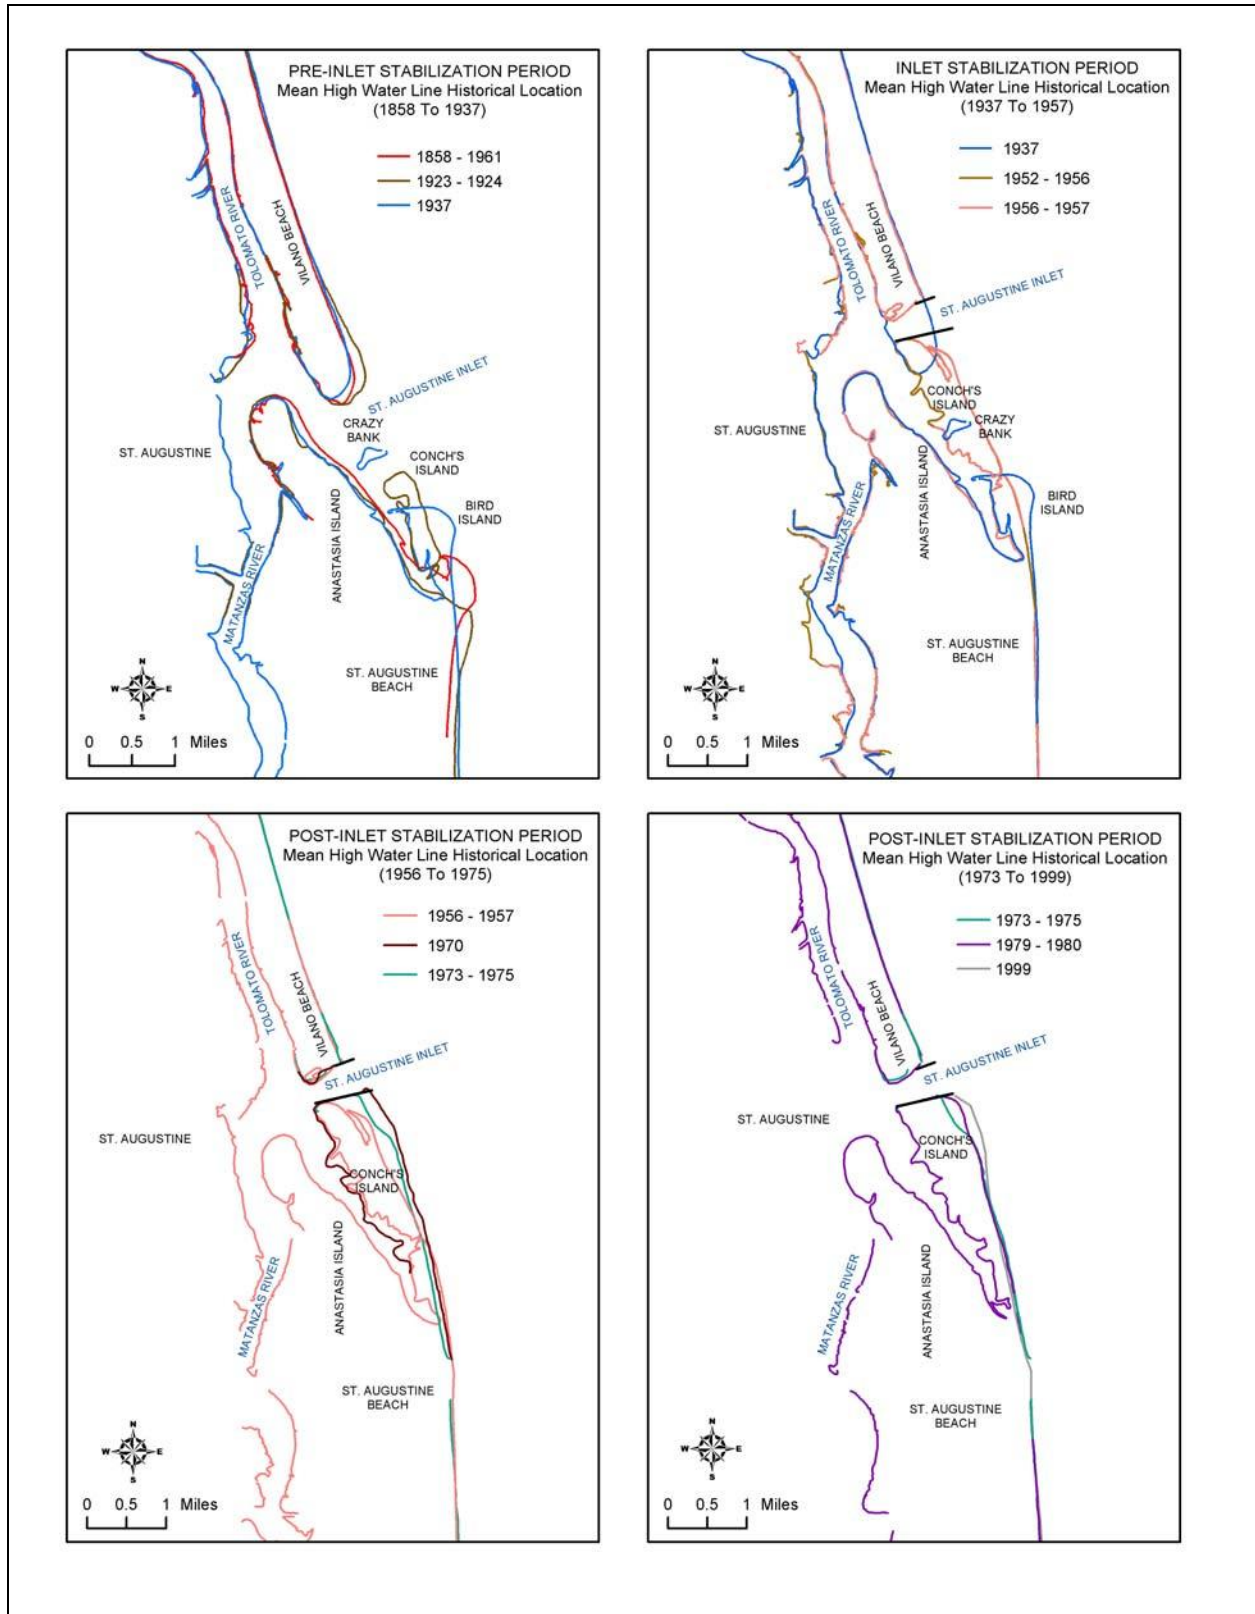 PRE-INLET STABILIZATION PERIOD
Mean High Water Line Historical Location
(1858 To 1937)
1858 - 1961
1923 - 1924
1937
TOLOMATO RIVER
VILANO BEACH
ST. AUGUSTINE INLET
CRAZY
BANK
ST. AUGUSTINE
CONCH'S
ISLAND
BIRD
ISLAND
ANASTASIA ISLAND
MATANZAS RIVER
ST. AUGUSTINE
BEACH
N
W
E
S
0 0.5 1 Miles
INLET STABILIZATION PERIOD
Mean High Water Line Historical Location
(1937 To 1957)
1937
1952 - 1956
1956 - 1957
TOLOMATO RIVER
VILANO BEACH
ST. AUGUSTINE INLET
CONCH'S
ISLAND
CRAZY
BANK
ST. AUGUSTINE
BIRD
ISLAND
ANASTASIA ISLAND
MATANZAS RIVER
ST. AUGUSTINE
BEACH
N
W
E
S
0 0.5 1 Miles
POST-INLET STABILIZATION PERIOD
Mean High Water Line Historical Location
(1956 To 1975)
1956 - 1957
1970
1973 - 1975
TOLOMATO RIVER
VILANO BEACH
ST. AUGUSTINE INLET
ST. AUGUSTINE
CONCH'S
ISLAND
ANASTASIA ISLAND
MATANZAS RIVER
ST. AUGUSTINE
BEACH
N
W
E
S
0 0.5 1 Miles
POST-INLET STABILIZATION PERIOD
Mean High Water Line Historical Location
(1973 To 1999)
1973 - 1975
1979 - 1980
1999
TOLOMATO RIVER
VILANO BEACH
ST. AUGUSTINE INLET
ST. AUGUSTINE
CONCH'S
ISLAND
ANASTASIA ISLAND
MATANZAS RIVER
ST. AUGUSTINE
BEACH
N
W
E
S
0 0.5 1 Miles